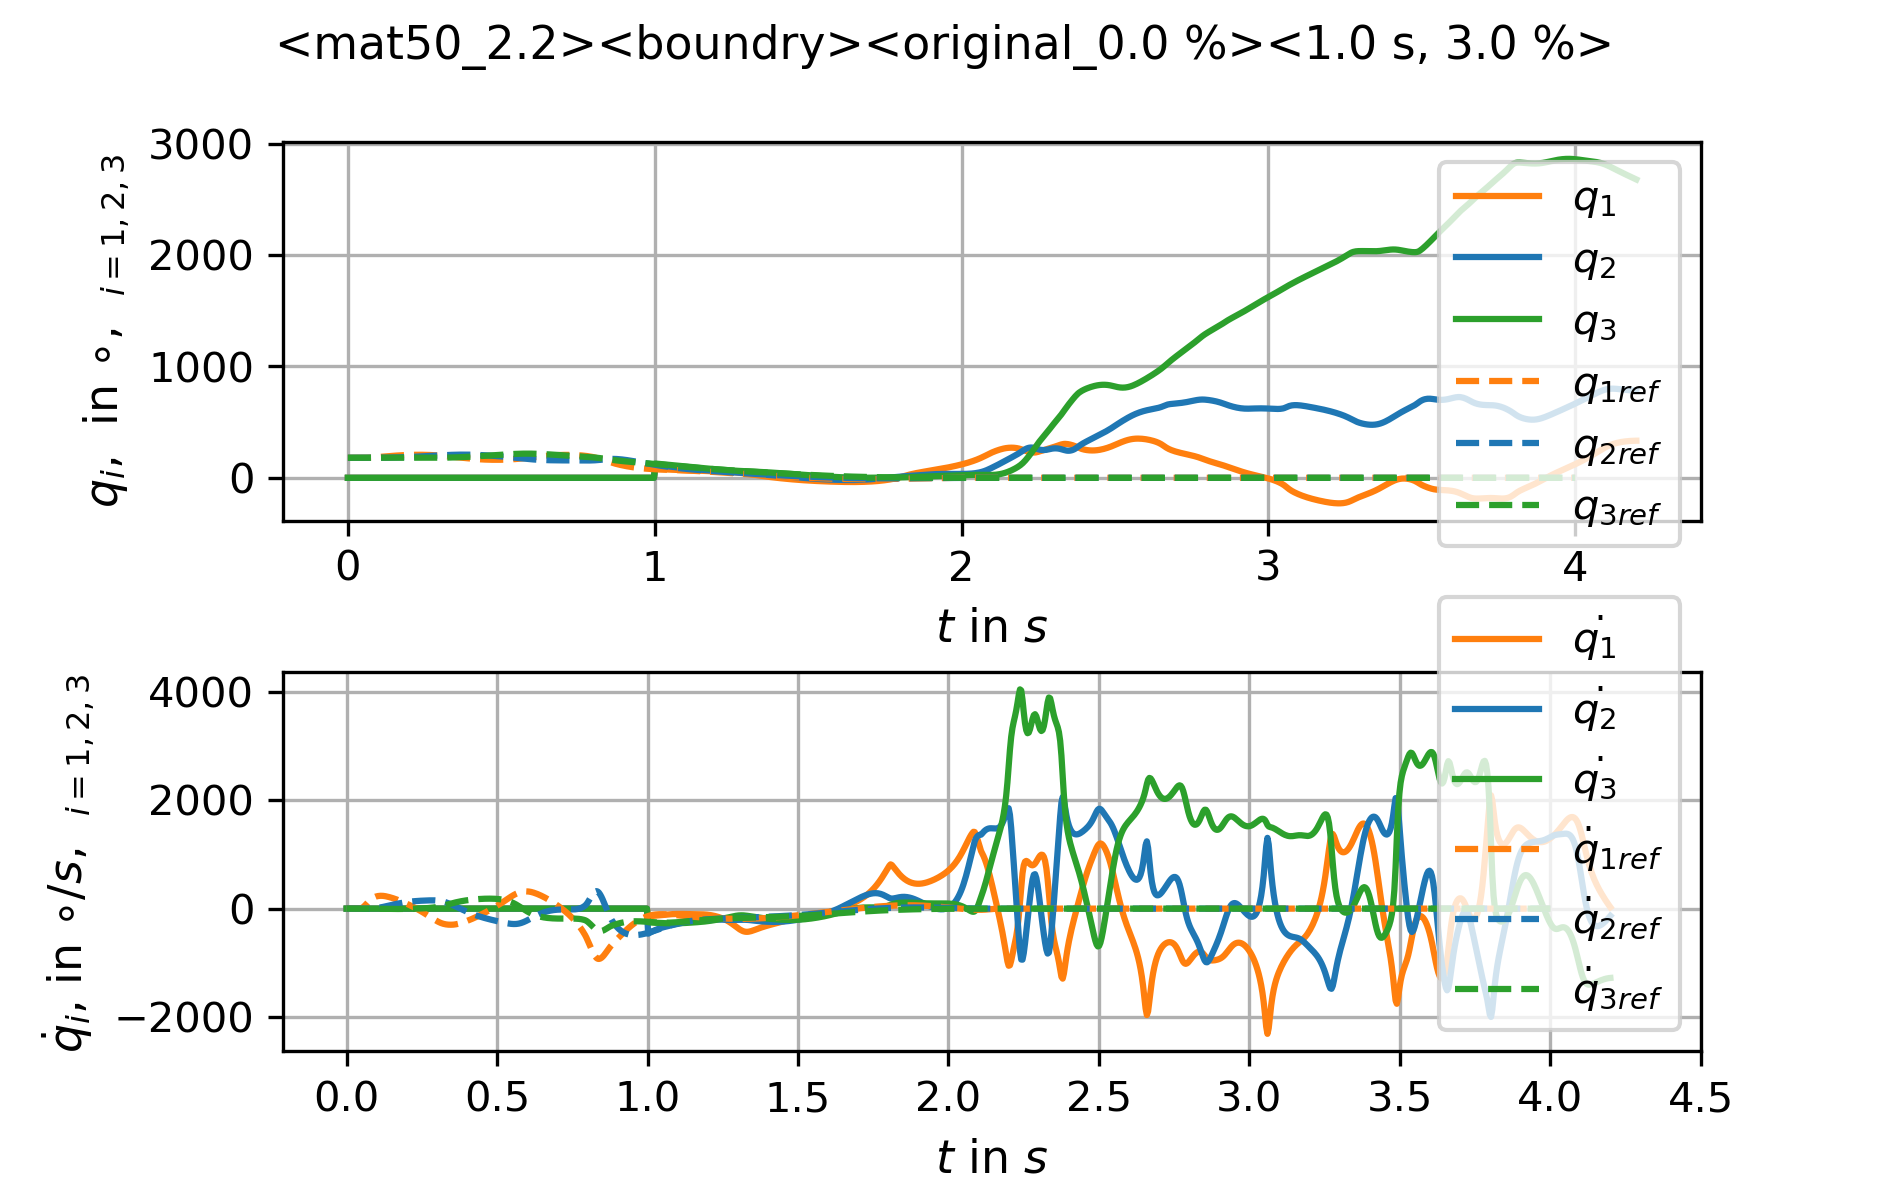 <mat50_2.2><boundry><original_0.0 %><1.0 s, 3.0 %>
q_i, in °, i = 1, 2, 3
3000
2000
1000
0
q_1
q_2
q_3
q_1ref
q_2ref
q_3ref
0 1 2 3 4
t in s
q̇_i, in °/s, i = 1, 2, 3
4000
2000
0
−2000
q̇_1
q̇_2
q̇_3
q̇_1ref
q̇_2ref
q̇_3ref
0.0 0.5 1.0 1.5 2.0 2.5 3.0 3.5 4.0 4.5
t in s